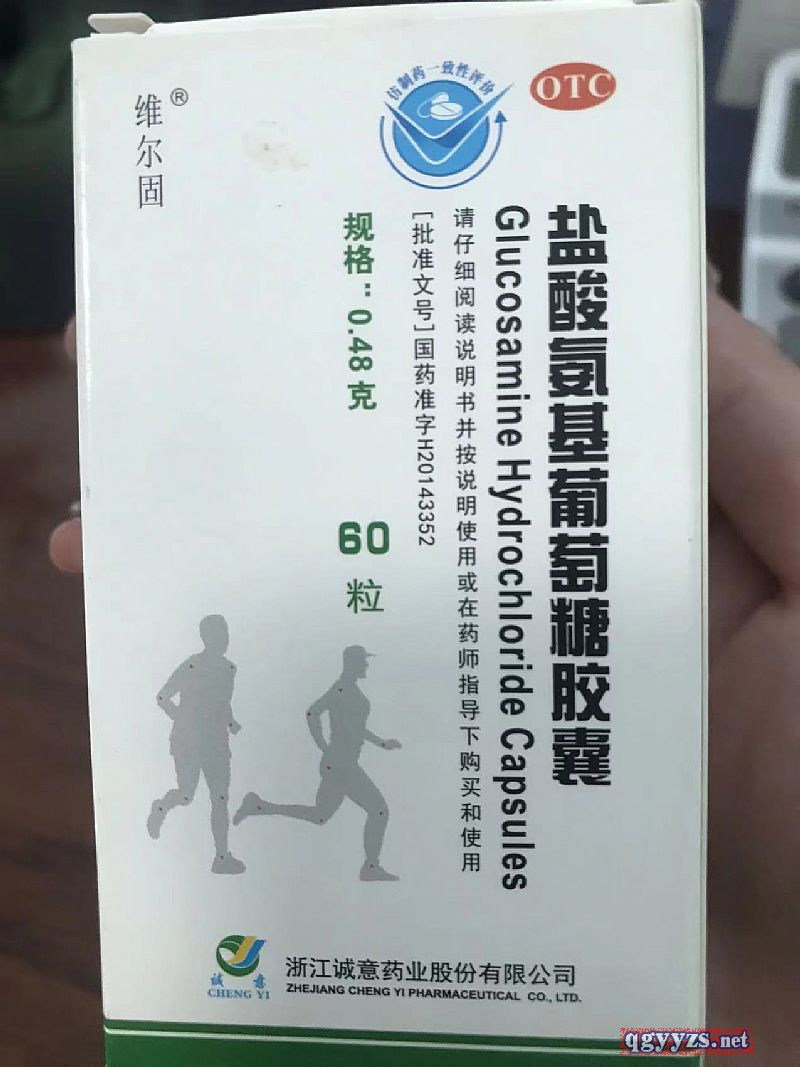 维尔固®
仿制药一致性评价
OTC
盐酸氨基葡萄糖胶囊
Glucosamine Hydrochloride Capsules
请仔细阅读说明书并按说明使用或在药师指导下购买和使用
[批准文号]国药准字H20143352
规格：0.48克
60粒
诚意
CHENG YI
浙江诚意药业股份有限公司
ZHEJIANG CHENG YI PHARMACEUTICAL CO., LTD.
qgyyzs.net